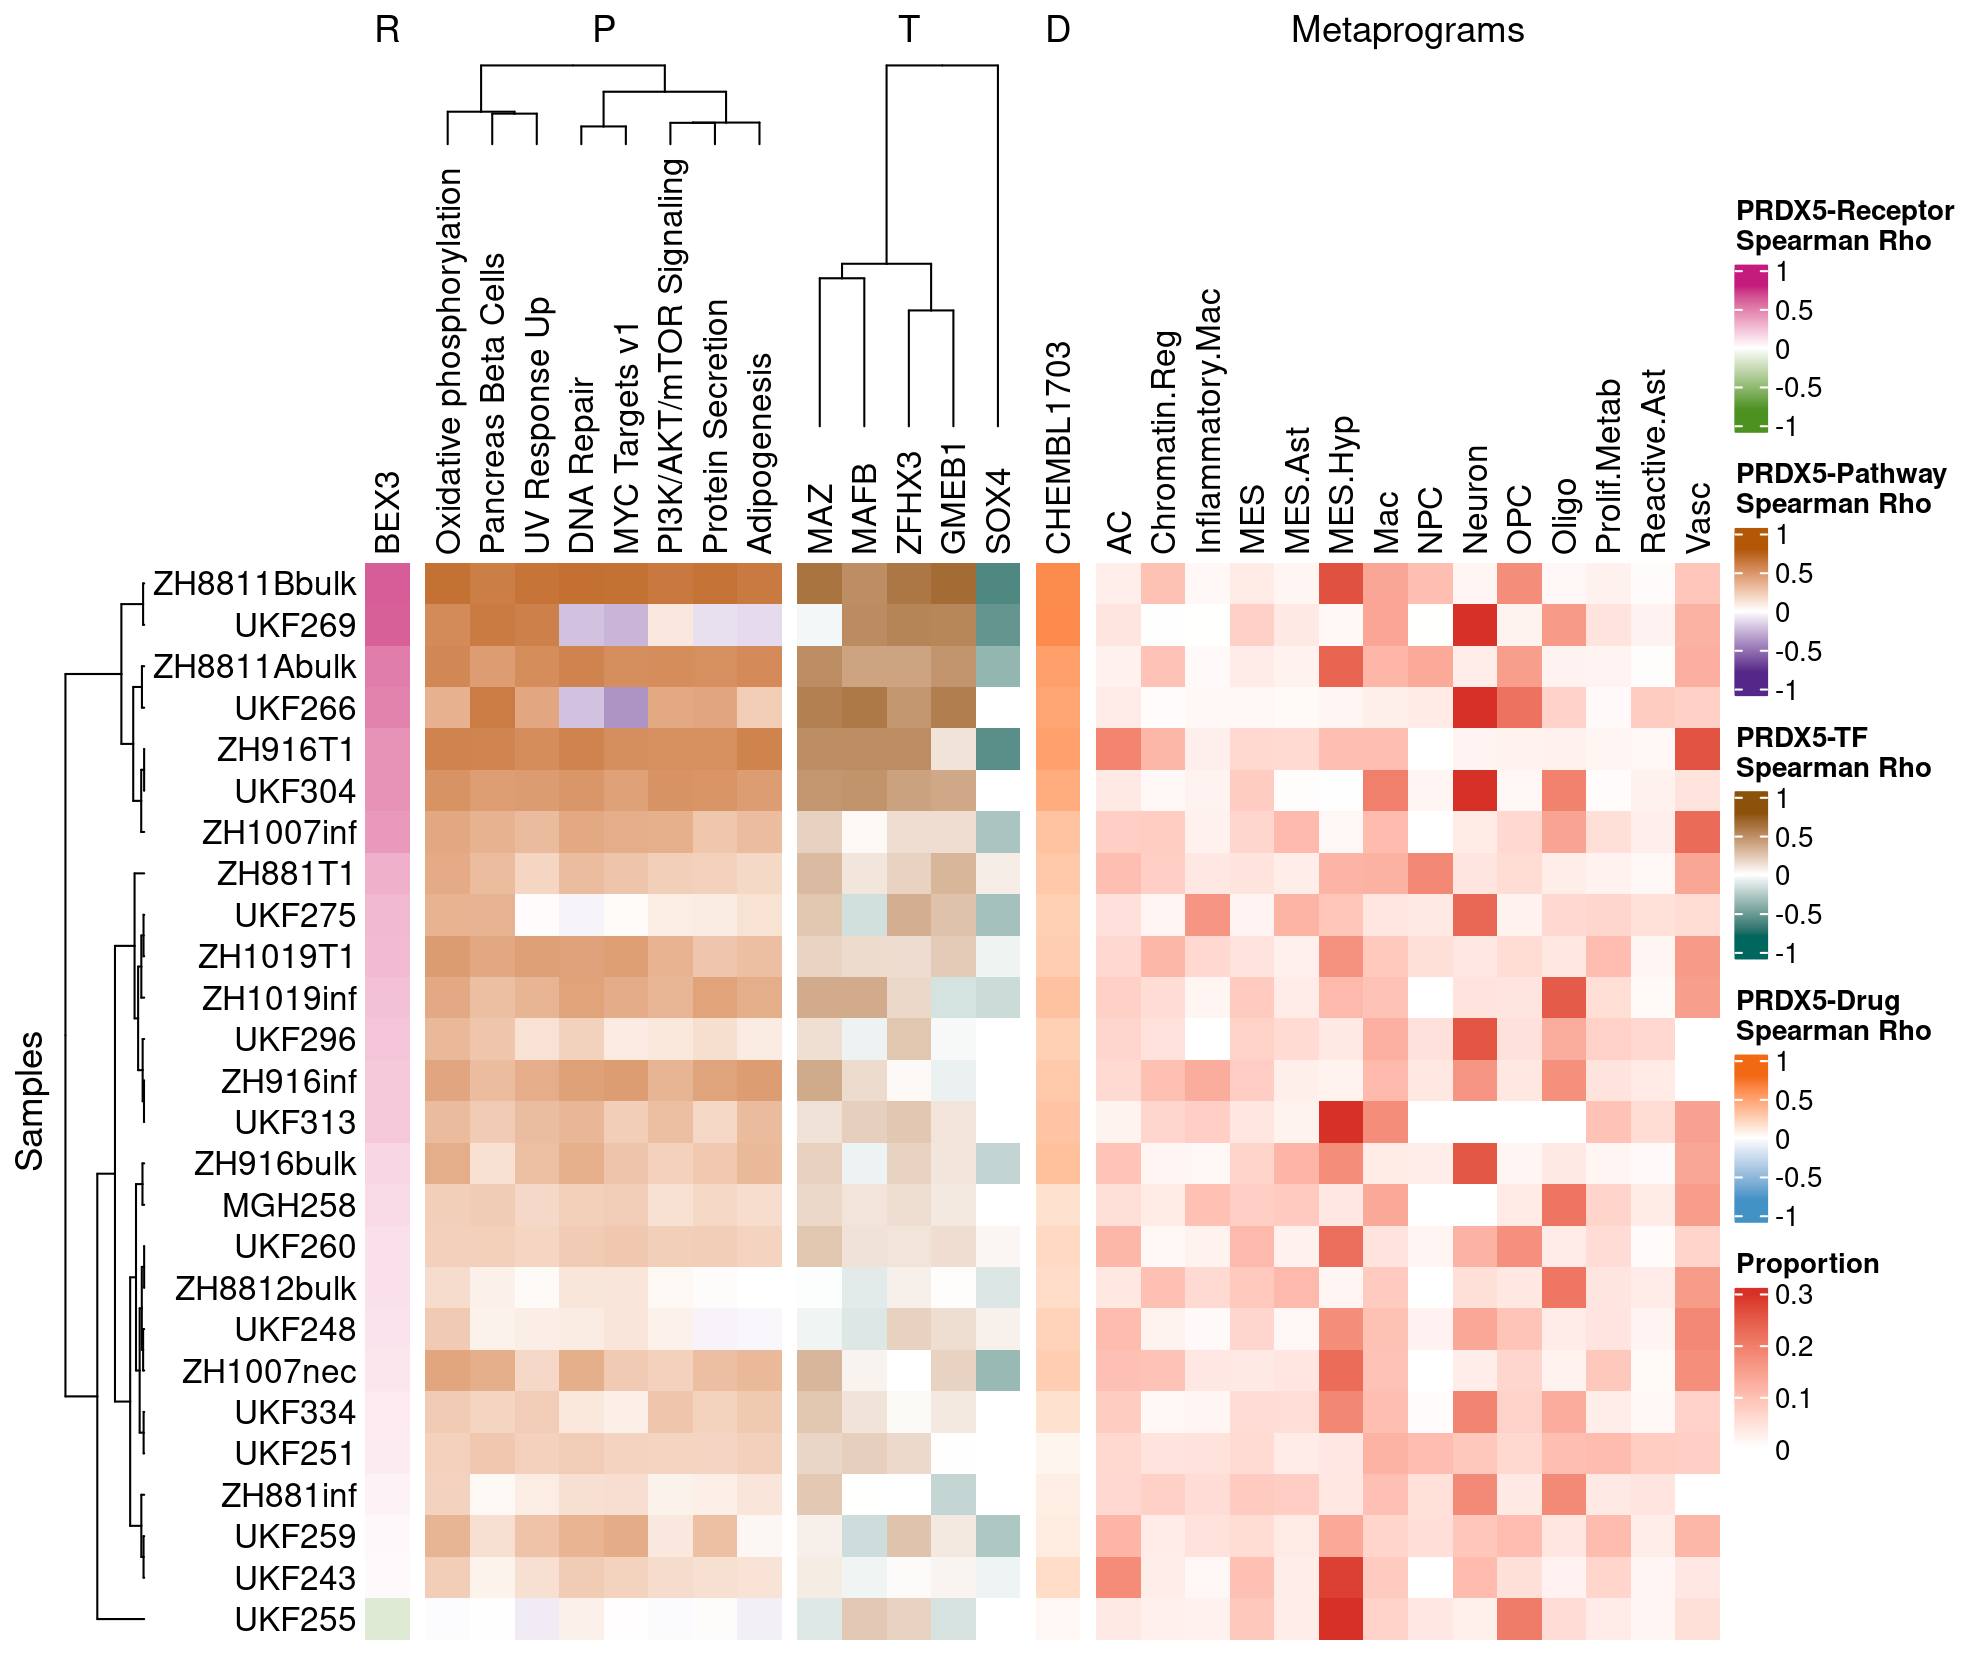 R P T D Metaprograms
BEX3
Oxidative phosphorylation
Pancreas Beta Cells
UV Response Up
DNA Repair
MYC Targets v1
PI3K/AKT/mTOR Signaling
Protein Secretion
Adipogenesis
MAZ
MAFB
ZFHX3
GMEB1
SOX4
CHEMBL1703
AC
Chromatin.Reg
Inflammatory.Mac
MES
MES.Ast
MES.Hyp
Mac
NPC
Neuron
OPC
Oligo
Prolif.Metab
Reactive.Ast
Vasc
Samples
ZH8811Bbulk
UKF269
ZH8811Abulk
UKF266
ZH916T1
UKF304
ZH1007inf
ZH881T1
UKF275
ZH1019T1
ZH1019inf
UKF296
ZH916inf
UKF313
ZH916bulk
MGH258
UKF260
ZH8812bulk
UKF248
ZH1007nec
UKF334
UKF251
ZH881inf
UKF259
UKF243
UKF255
PRDX5-Receptor
Spearman Rho
1
0.5
0
-0.5
-1
PRDX5-Pathway
Spearman Rho
1
0.5
0
-0.5
-1
PRDX5-TF
Spearman Rho
1
0.5
0
-0.5
-1
PRDX5-Drug
Spearman Rho
1
0.5
0
-0.5
-1
Proportion
0.3
0.2
0.1
0